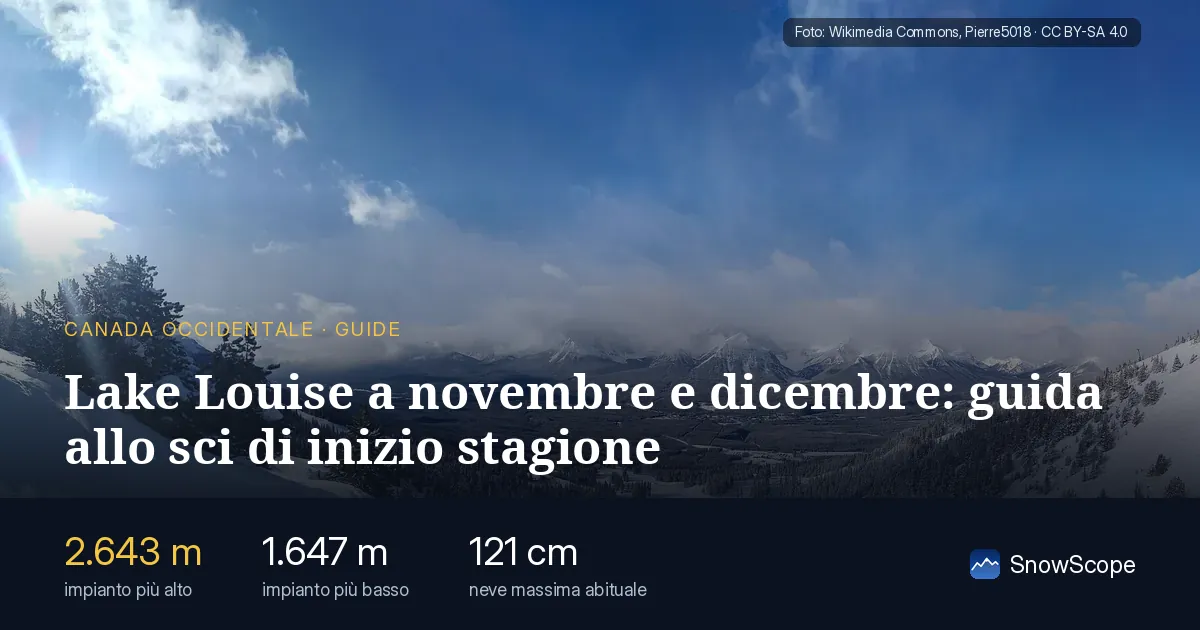 Foto: Wikimedia Commons, Pierre5018 · CC BY-SA 4.0
CANADA OCCIDENTALE · GUIDE
Lake Louise a novembre e dicembre: guida
allo sci di inizio stagione
2.643 m
impianto più alto
1.647 m
impianto più basso
121 cm
neve massima abituale
SnowScope